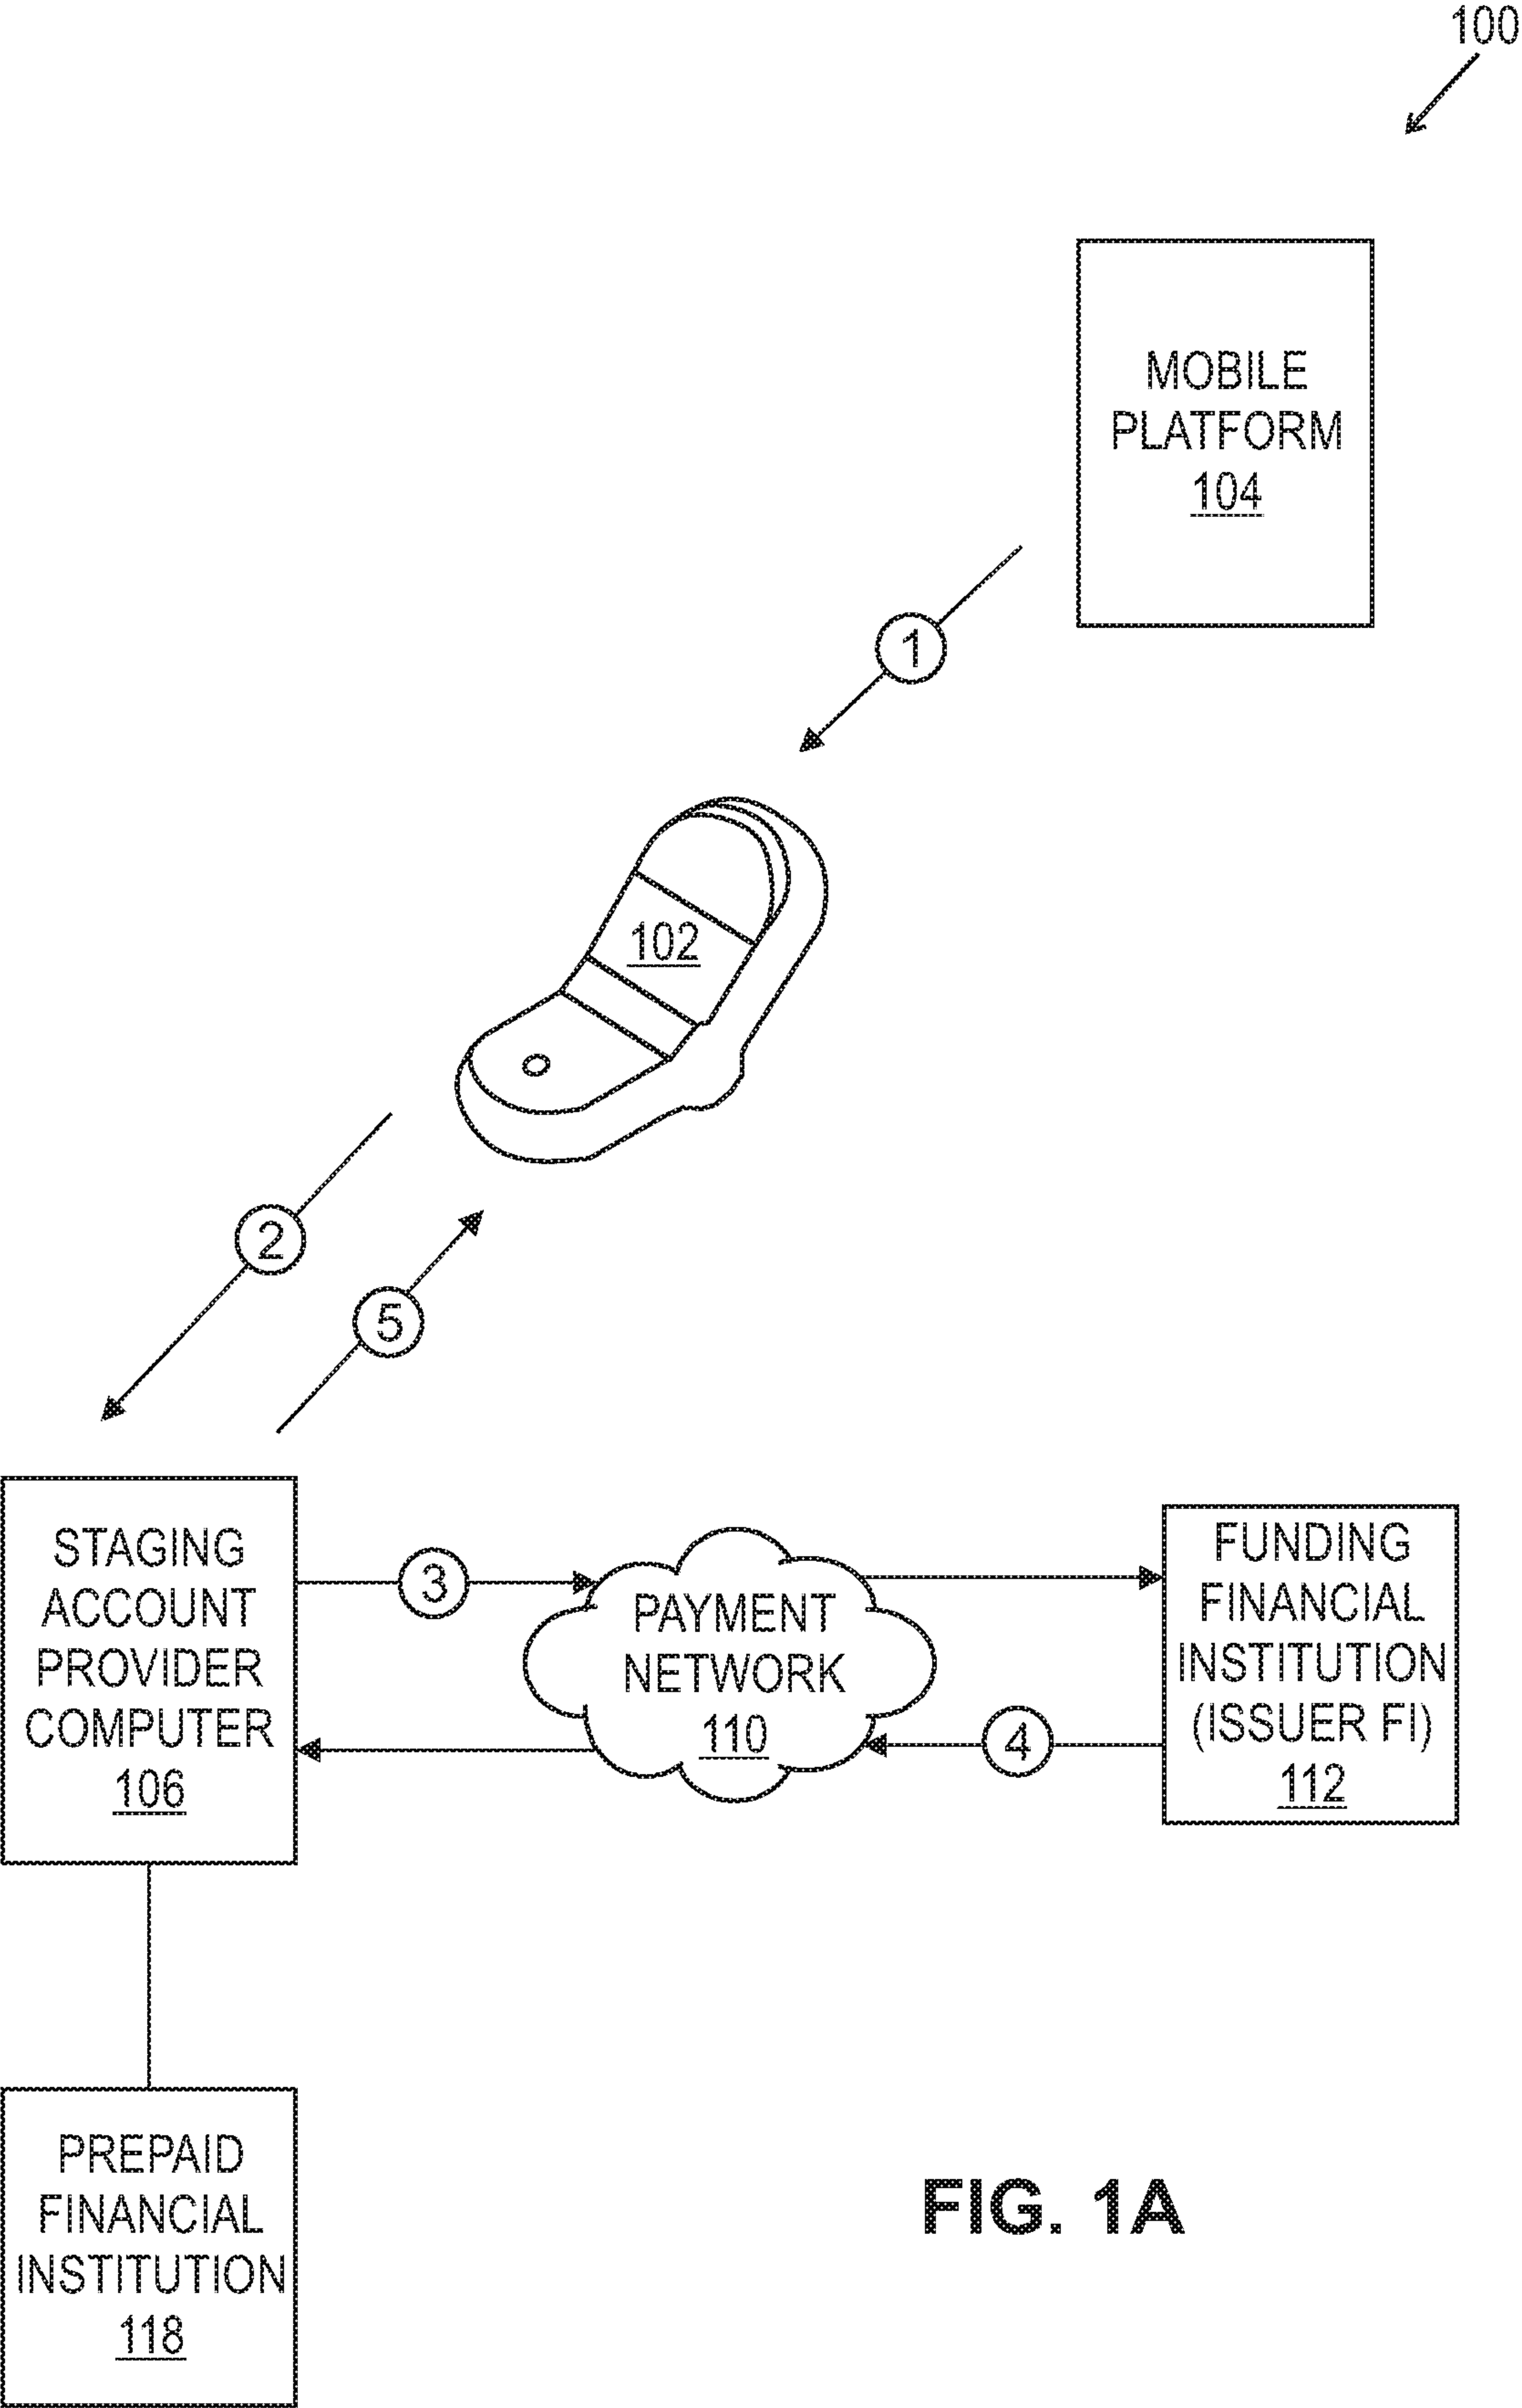 100
MOBILE
PLATFORM
104
1
102
2
5
STAGING
ACCOUNT
PROVIDER
COMPUTER
106
3
PAYMENT
NETWORK
110
4
FUNDING
FINANCIAL
INSTITUTION
(ISSUER FI)
112
PREPAID
FINANCIAL
INSTITUTION
118
FIG. 1A